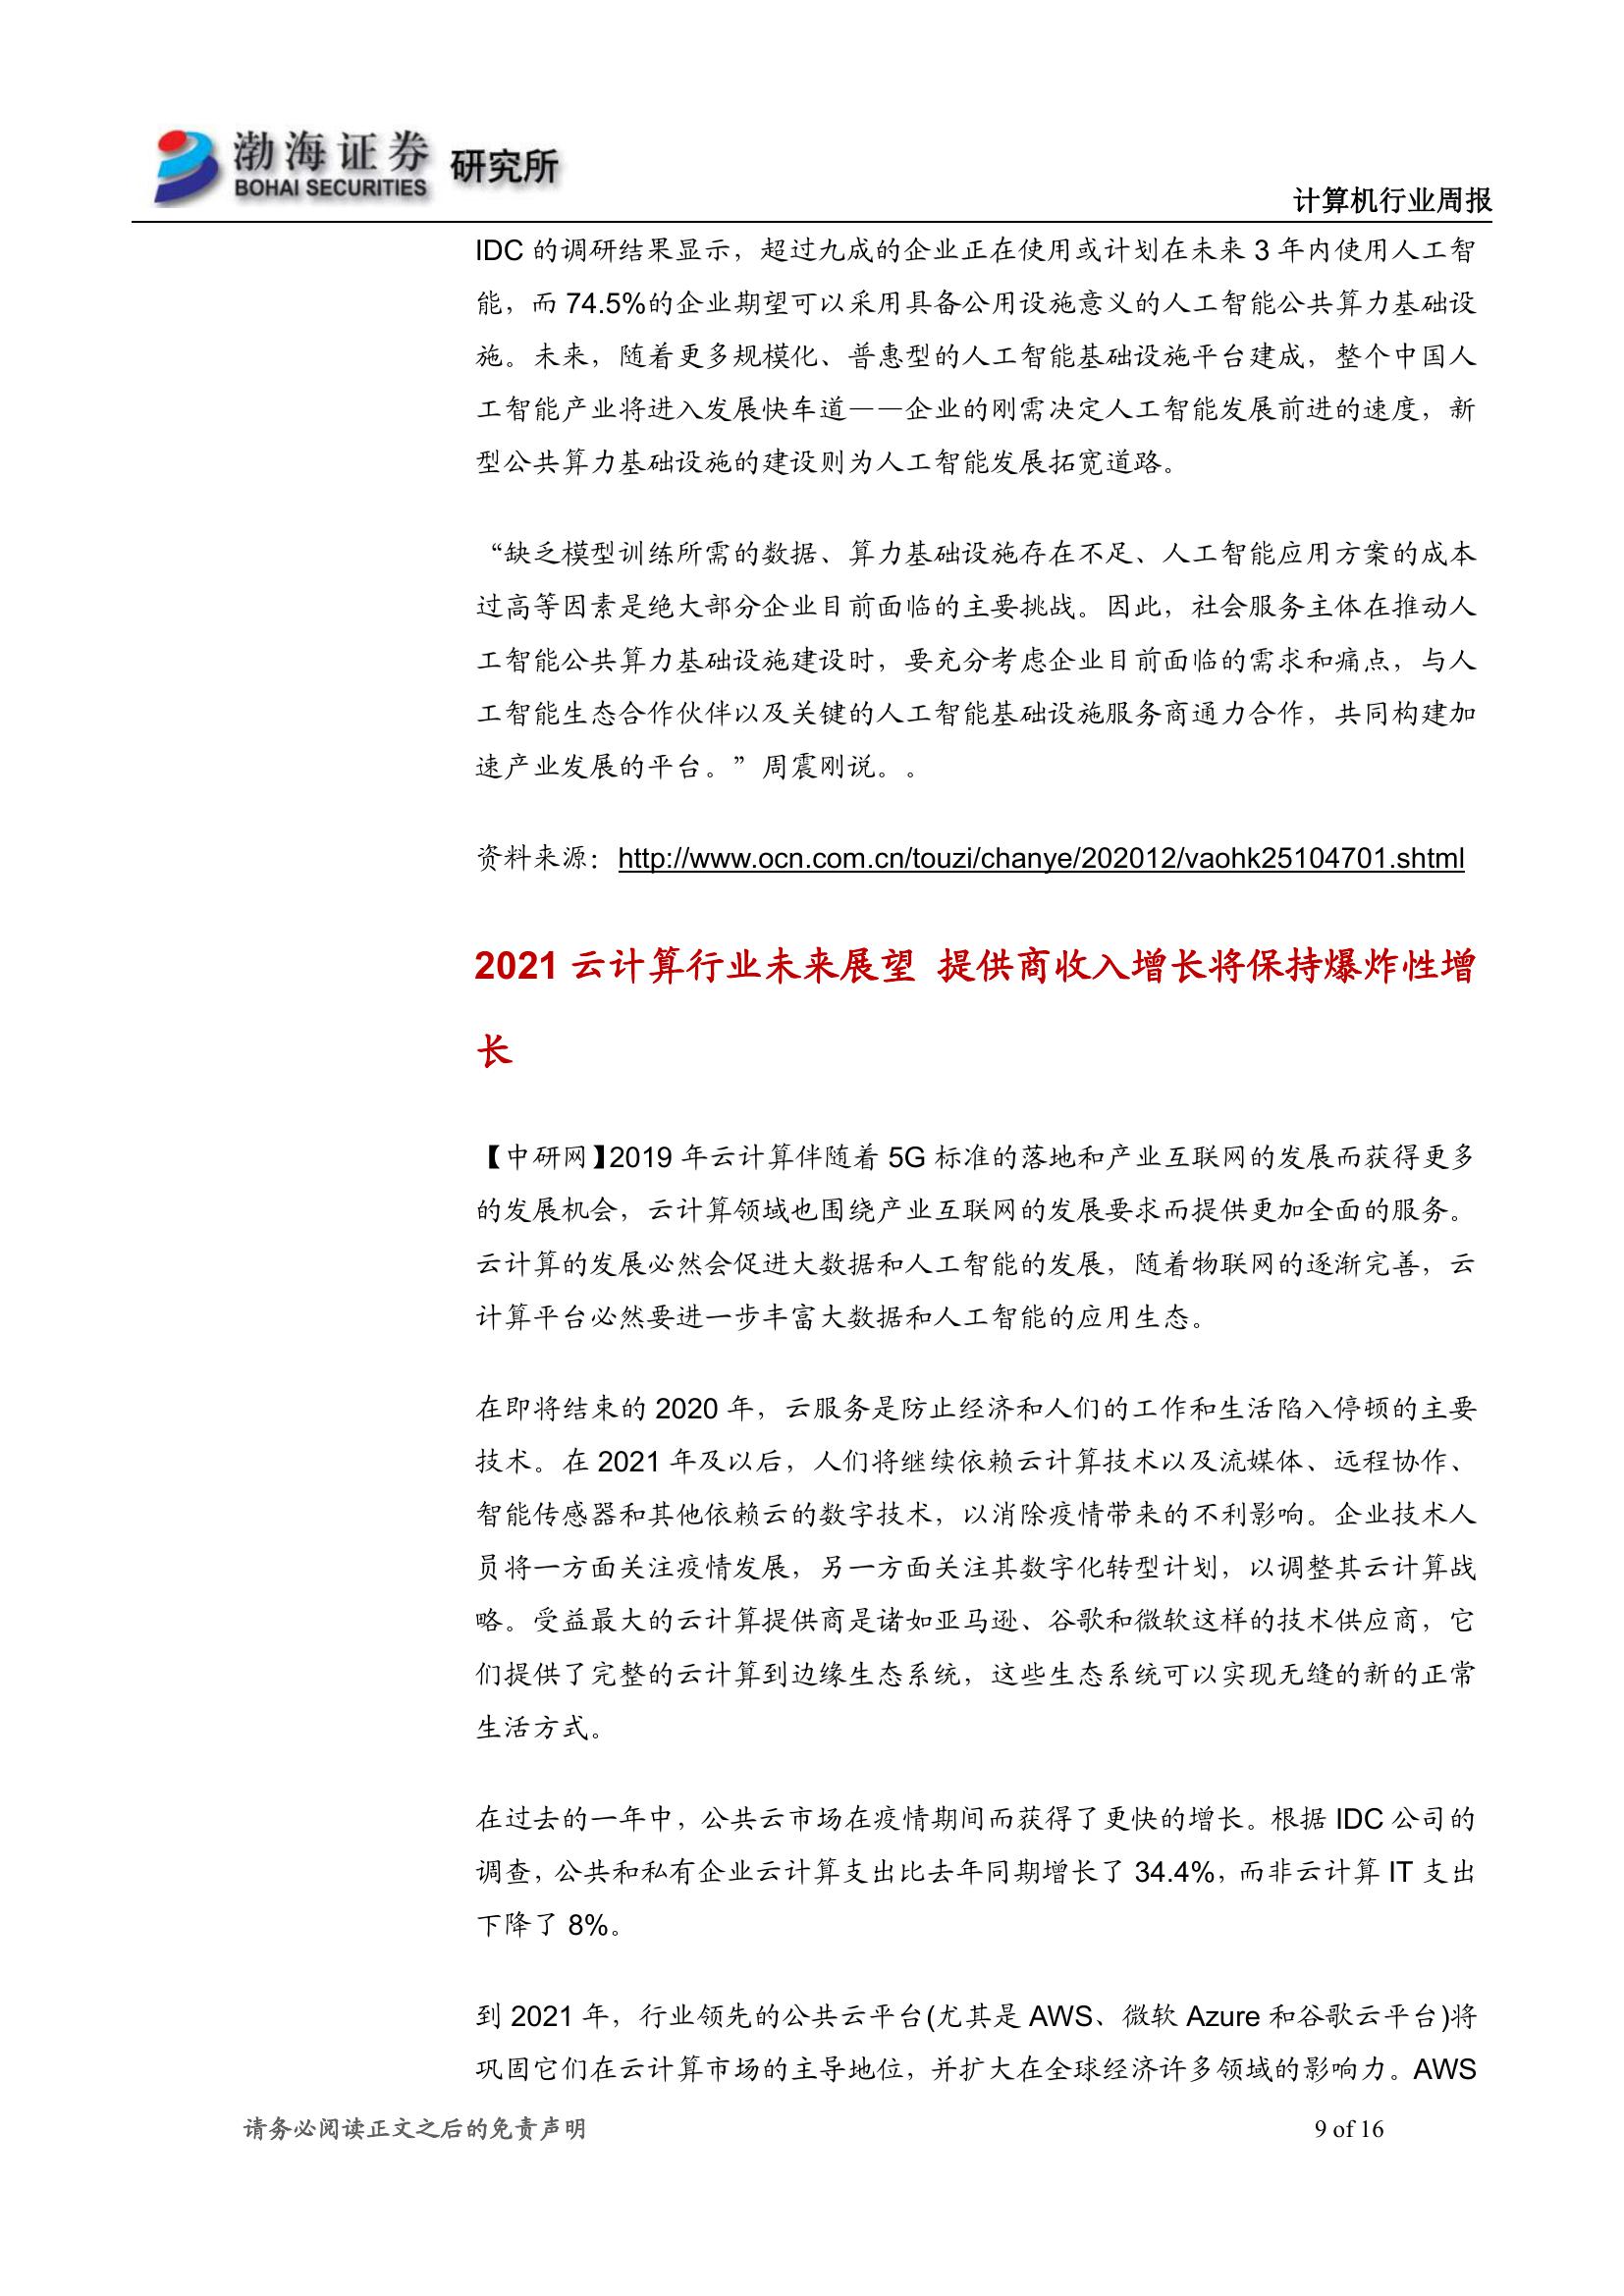 渤海证券 研究所
BOHAI SECURITIES
计算机行业周报
IDC 的调研结果显示，超过九成的企业正在使用或计划在未来 3 年内使用人工智
能，而 74.5%的企业期望可以采用具备公用设施意义的人工智能公共算力基础设
施。未来，随着更多规模化、普惠型的人工智能基础设施平台建成，整个中国人
工智能产业将进入发展快车道——企业的刚需决定人工智能发展前进的速度，新
型公共算力基础设施的建设则为人工智能发展拓宽道路。
“缺乏模型训练所需的数据、算力基础设施存在不足、人工智能应用方案的成本
过高等因素是绝大部分企业目前面临的主要挑战。因此，社会服务主体在推动人
工智能公共算力基础设施建设时，要充分考虑企业目前面临的需求和痛点，与人
工智能生态合作伙伴以及关键的人工智能基础设施服务商通力合作，共同构建加
速产业发展的平台。”周震刚说。。
资料来源：http://www.ocn.com.cn/touzi/chanye/202012/vaohk25104701.shtml
2021 云计算行业未来展望 提供商收入增长将保持爆炸性增
长
【中研网】2019 年云计算伴随着 5G 标准的落地和产业互联网的发展而获得更多
的发展机会，云计算领域也围绕产业互联网的发展要求而提供更加全面的服务。
云计算的发展必然会促进大数据和人工智能的发展，随着物联网的逐渐完善，云
计算平台必然要进一步丰富大数据和人工智能的应用生态。
在即将结束的 2020 年，云服务是防止经济和人们的工作和生活陷入停顿的主要
技术。在 2021 年及以后，人们将继续依赖云计算技术以及流媒体、远程协作、
智能传感器和其他依赖云的数字技术，以消除疫情带来的不利影响。企业技术人
员将一方面关注疫情发展，另一方面关注其数字化转型计划，以调整其云计算战
略。受益最大的云计算提供商是诸如亚马逊、谷歌和微软这样的技术供应商，它
们提供了完整的云计算到边缘生态系统，这些生态系统可以实现无缝的新的正常
生活方式。
在过去的一年中，公共云市场在疫情期间而获得了更快的增长。根据 IDC 公司的
调查，公共和私有企业云计算支出比去年同期增长了 34.4%，而非云计算 IT 支出
下降了 8%。
到 2021 年，行业领先的公共云平台(尤其是 AWS、微软 Azure 和谷歌云平台)将
巩固它们在云计算市场的主导地位，并扩大在全球经济许多领域的影响力。AWS
请务必阅读正文之后的免责声明
9 of 16